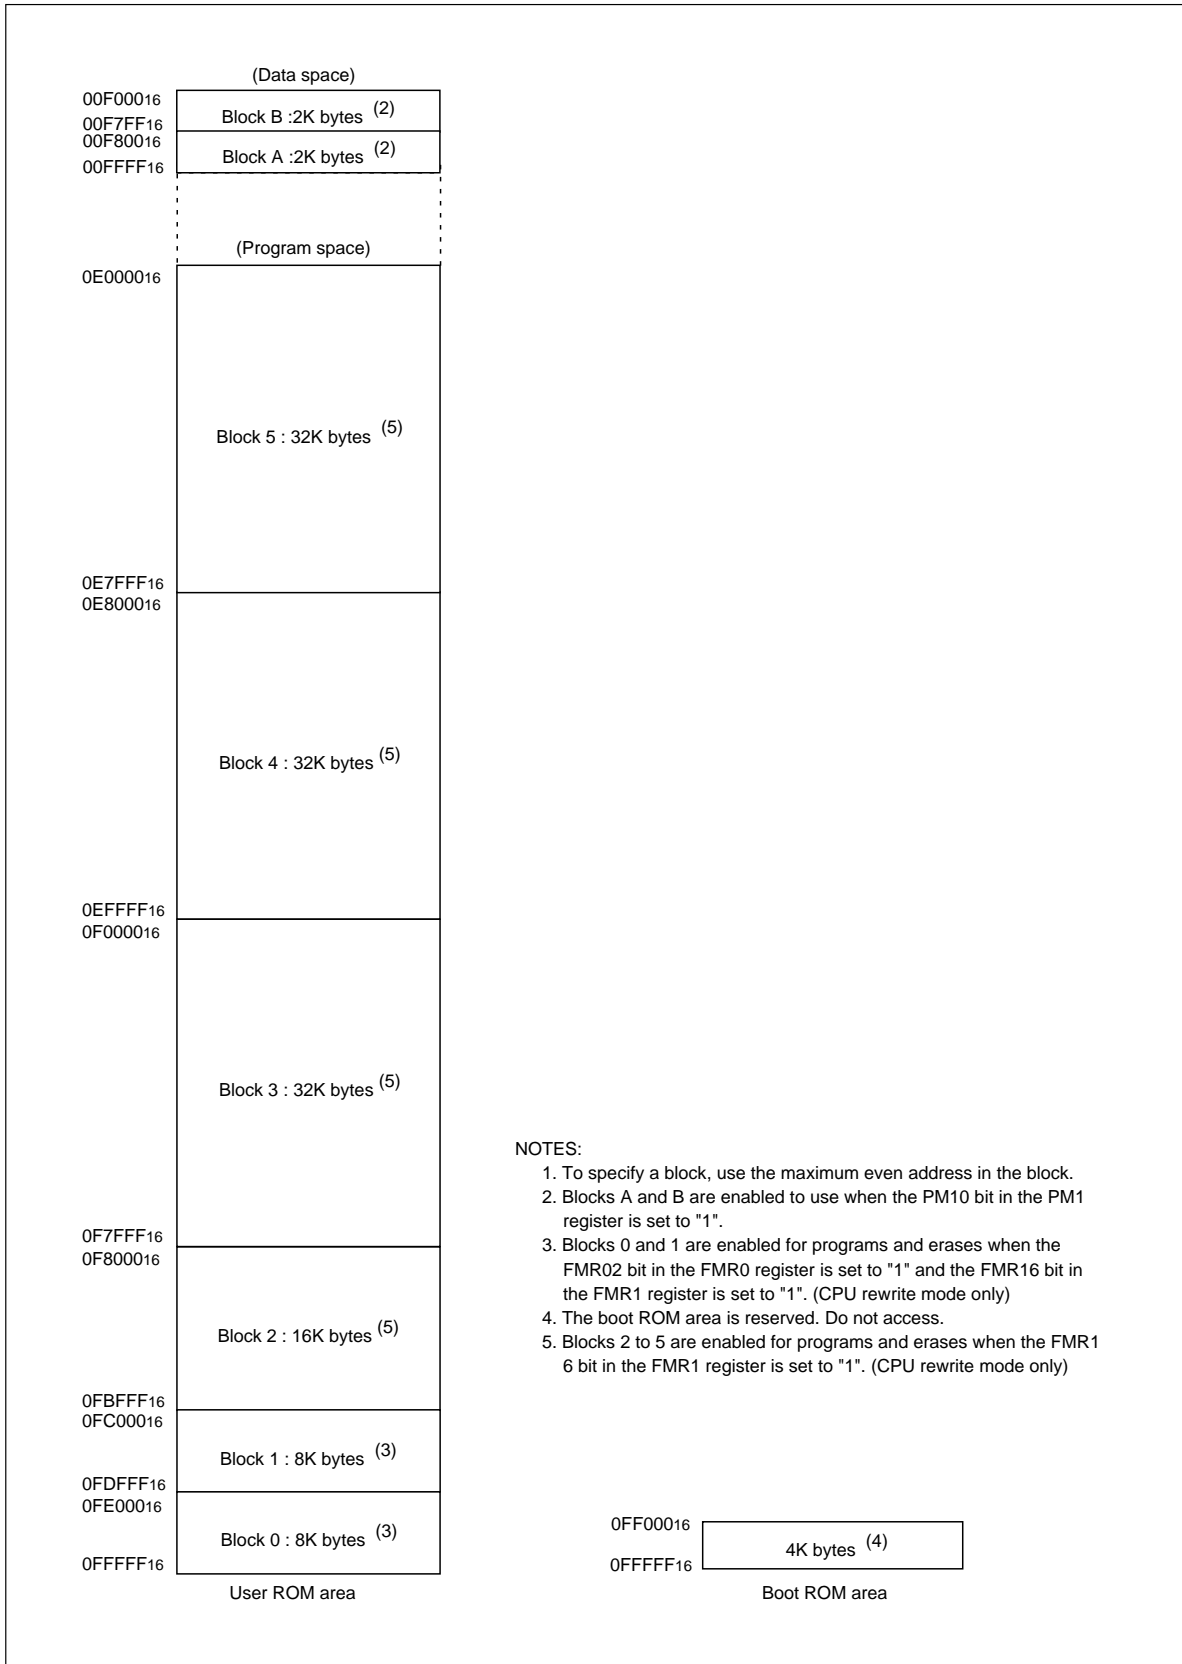 (Data space)
00F00016
Block B :2K bytes (2)
00F7FF16
00F80016
Block A :2K bytes (2)
00FFFF16
(Program space)
0E000016
Block 5 : 32K bytes (5)
0E7FFF16
0E800016
Block 4 : 32K bytes (5)
0EFFFF16
0F000016
Block 3 : 32K bytes (5)
0F7FFF16
0F800016
Block 2 : 16K bytes (5)
0FBFFF16
0FC00016
Block 1 : 8K bytes (3)
0FDFFF16
0FE00016
Block 0 : 8K bytes (3)
0FFFFF16
User ROM area
NOTES:
1. To specify a block, use the maximum even address in the block.
2. Blocks A and B are enabled to use when the PM10 bit in the PM1
register is set to "1".
3. Blocks 0 and 1 are enabled for programs and erases when the
FMR02 bit in the FMR0 register is set to "1" and the FMR16 bit in
the FMR1 register is set to "1". (CPU rewrite mode only)
4. The boot ROM area is reserved. Do not access.
5. Blocks 2 to 5 are enabled for programs and erases when the FMR1
6 bit in the FMR1 register is set to "1". (CPU rewrite mode only)
0FF00016
4K bytes (4)
0FFFFF16
Boot ROM area